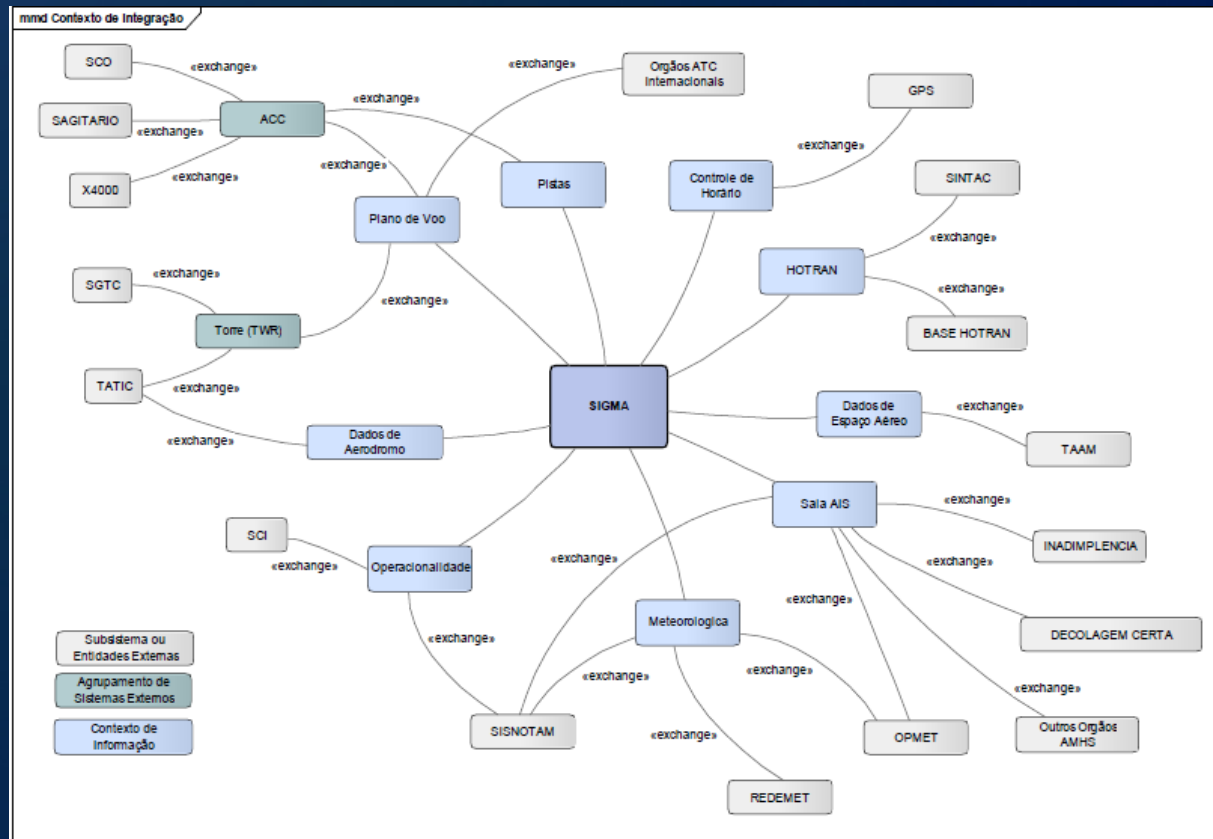 mmd Contexto de Integração
SCO
«exchange»
«exchange»
Orgãos ATC
Internacionais
GPS
«exchange»
SAGITARIO
«exchange»
ACC
«exchange»
«exchange»
X4000
«exchange»
Pistas
Controle de
Horário
SINTAC
Plano de Voo
«exchange»
SGTC
«exchange»
«exchange»
HOTRAN
«exchange»
Torre (TWR)
BASE HOTRAN
TATIC
«exchange»
SIGMA
Dados de
Espaço Aéreo
«exchange»
«exchange»
Dados de
Aerodromo
TAAM
Sala AIS
«exchange»
SCI
«exchange»
Operacionalidade
«exchange»
INADIMPLENCIA
«exchange»
Meteorologica
«exchange»
DECOLAGEM CERTA
Subsistema ou
Entidades Externas
«exchange»
«exchange»
«exchange»
Agrupamento de
Sistemas Externos
«exchange»
Contexto de
Informação
SISNOTAM
«exchange»
OPMET
Outros Orgãos
AMHS
REDEMET